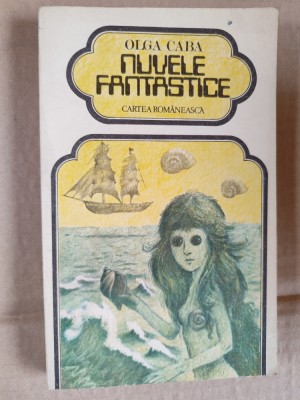 OLGA CABA
NUVELE
FANTASTICE
CARTEA ROMÂNEASCĂ